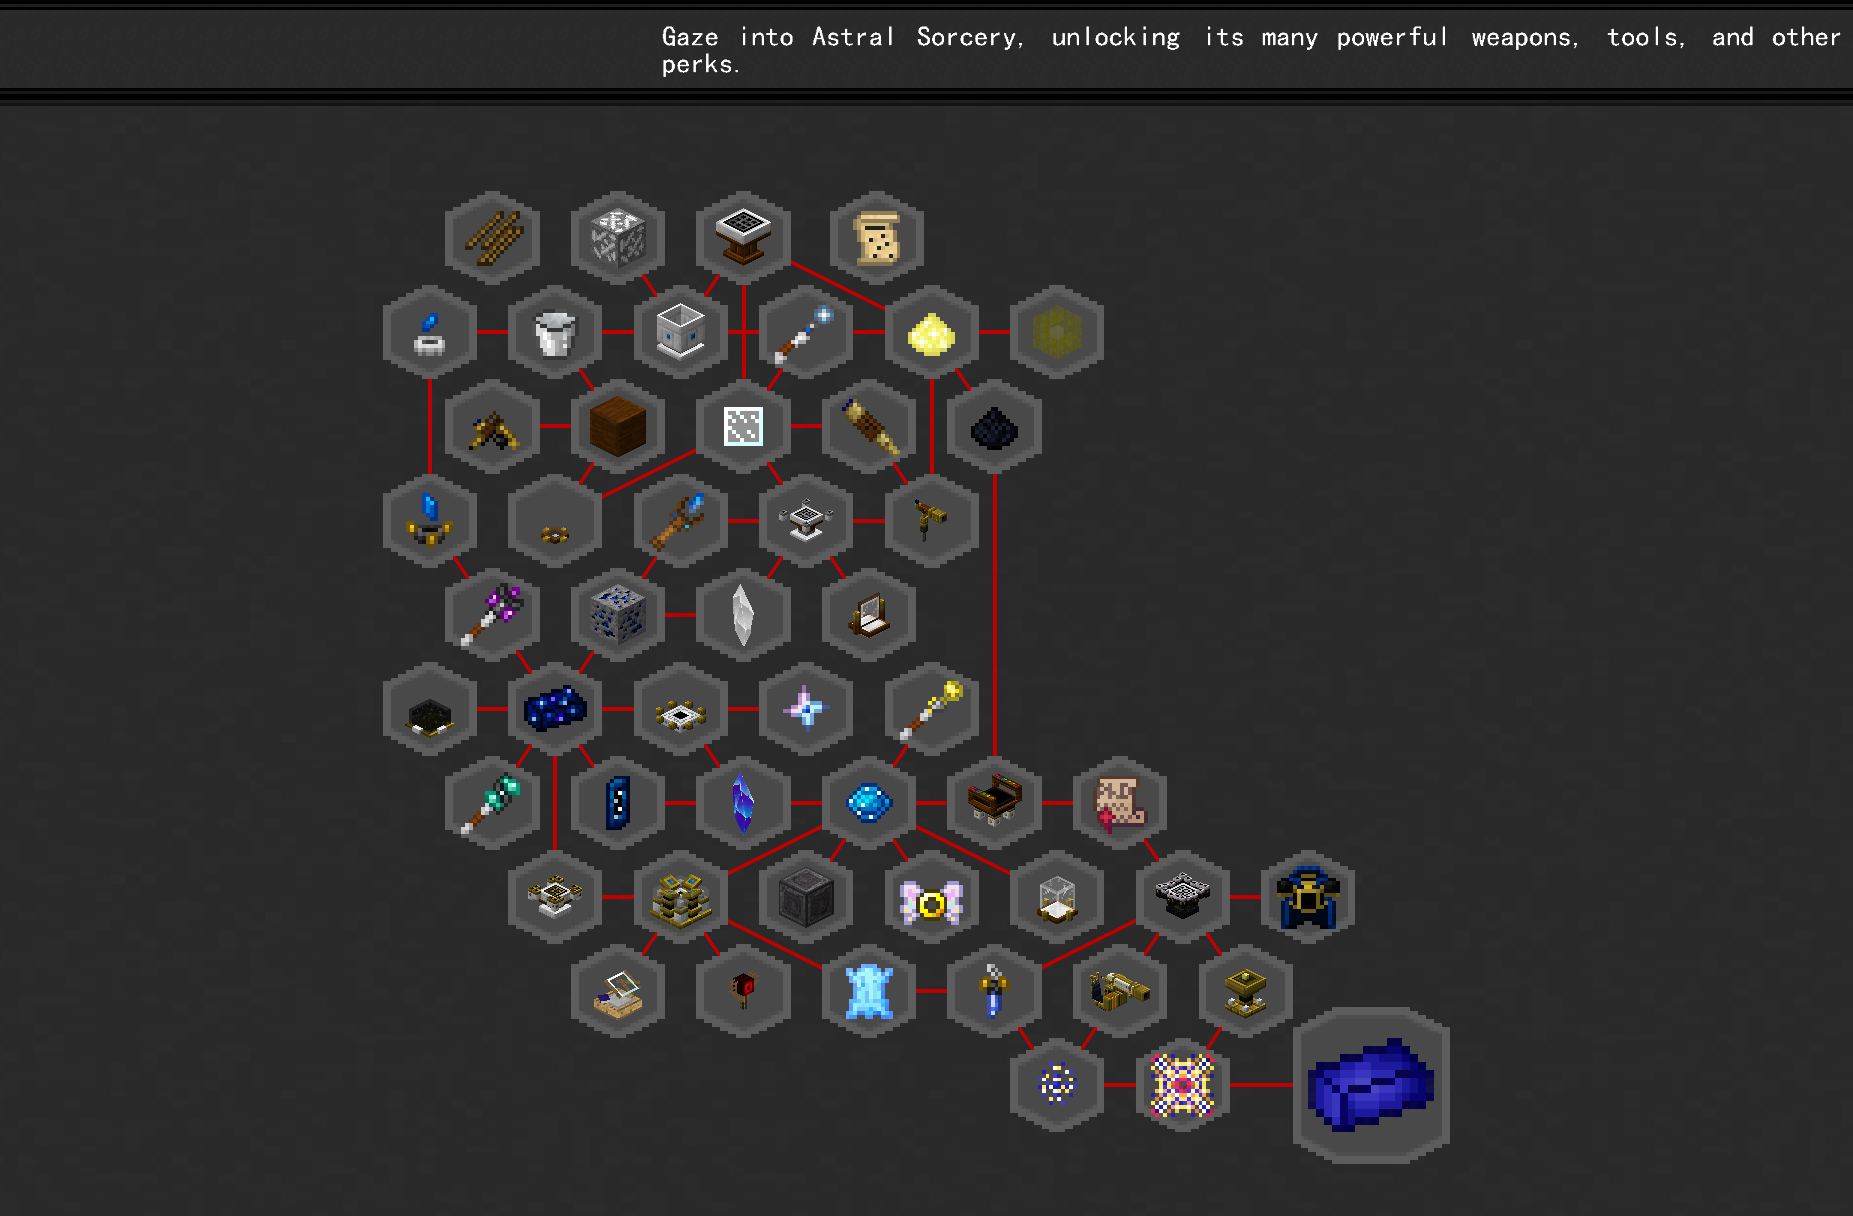 Gaze into Astral Sorcery, unlocking its many powerful weapons, tools, and other
perks.